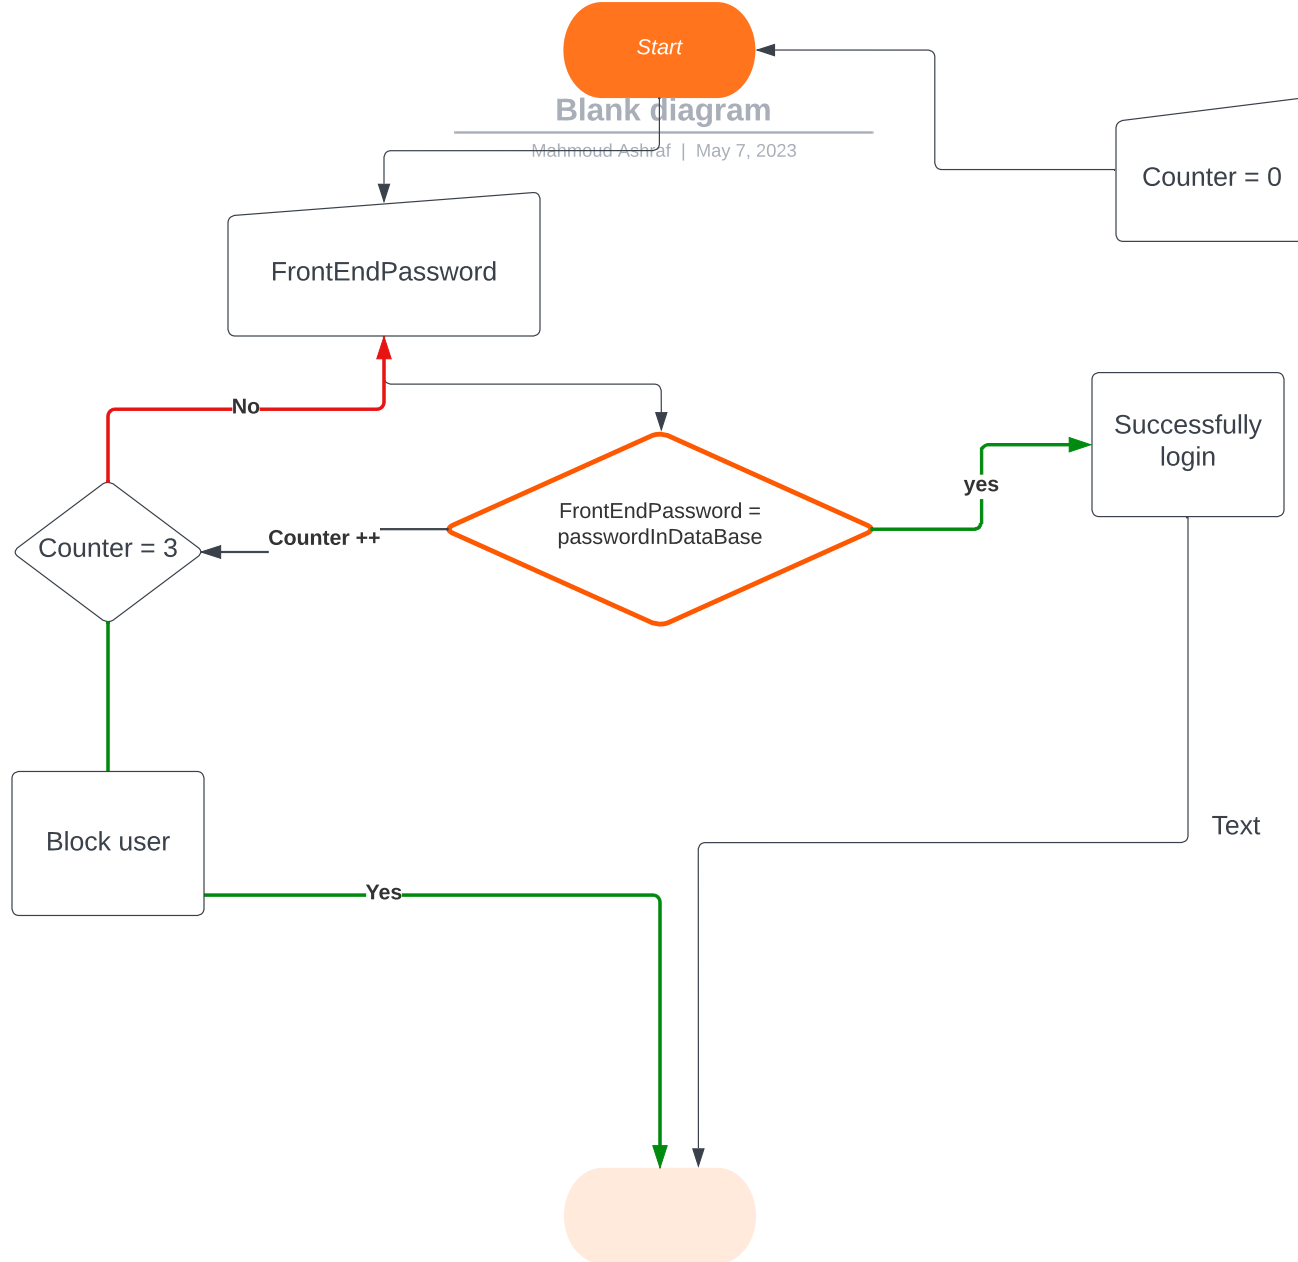 Start
Blank diagram
Mahmoud Ashraf | May 7, 2023
Counter = 0
FrontEndPassword
No
Successfully
login
yes
FrontEndPassword =
passwordInDataBase
Counter ++
Counter = 3
Text
Block user
Yes